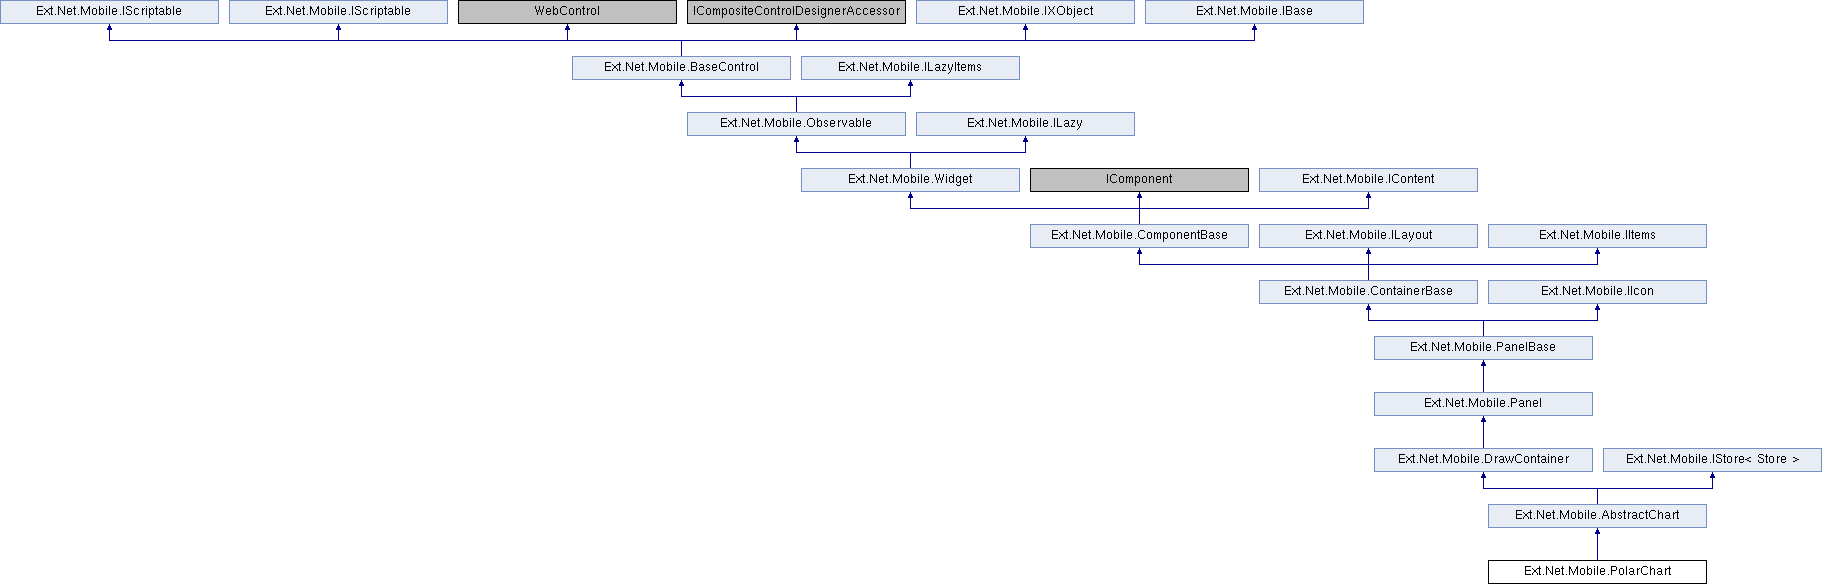 Ext.Net.Mobile.IScriptable
Ext.Net.Mobile.IScriptable
WebControl
ICompositeControlDesignerAccessor
Ext.Net.Mobile.IXObject
Ext.Net.Mobile.IBase
Ext.Net.Mobile.BaseControl
Ext.Net.Mobile.ILazyItems
Ext.Net.Mobile.Observable
Ext.Net.Mobile.ILazy
Ext.Net.Mobile.Widget
IComponent
Ext.Net.Mobile.IContent
Ext.Net.Mobile.ComponentBase
Ext.Net.Mobile.ILayout
Ext.Net.Mobile.IItems
Ext.Net.Mobile.ContainerBase
Ext.Net.Mobile.IIcon
Ext.Net.Mobile.PanelBase
Ext.Net.Mobile.Panel
Ext.Net.Mobile.DrawContainer
Ext.Net.Mobile.IStore< Store >
Ext.Net.Mobile.AbstractChart
Ext.Net.Mobile.PolarChart